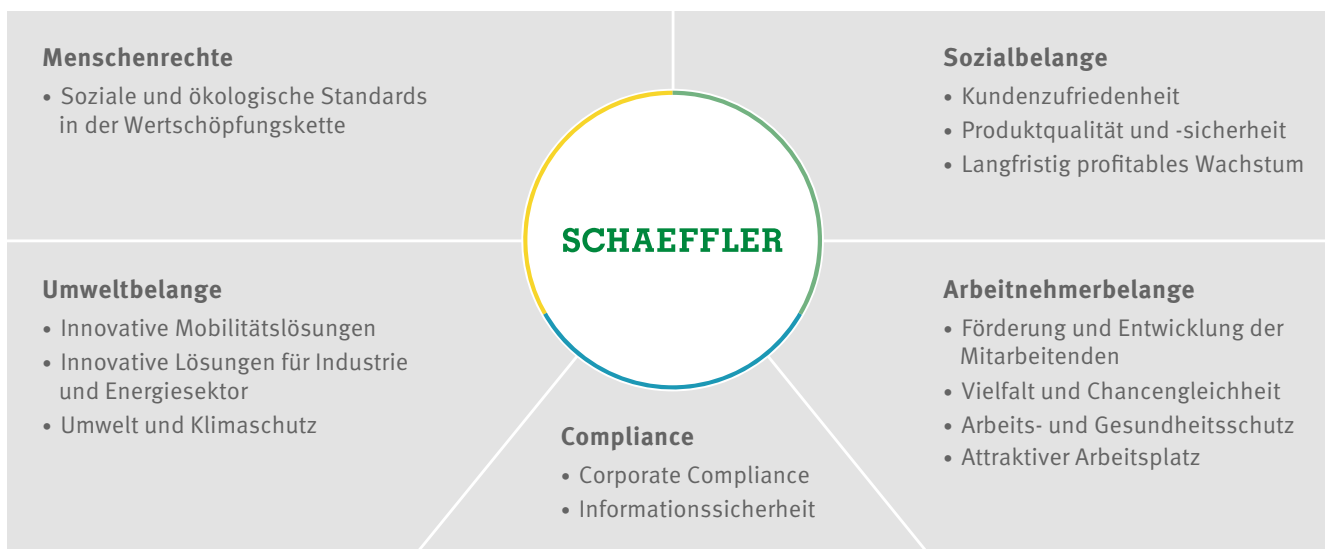 Menschenrechte
• Soziale und ökologische Standards
in der Wertschöpfungskette
Sozialbelange
• Kundenzufriedenheit
• Produktqualität und -sicherheit
• Langfristig profitables Wachstum
SCHAEFFLER
Umweltbelange
• Innovative Mobilitätslösungen
• Innovative Lösungen für Industrie
und Energiesektor
• Umwelt und Klimaschutz
Compliance
• Corporate Compliance
• Informationssicherheit
Arbeitnehmerbelange
• Förderung und Entwicklung der
Mitarbeitenden
• Vielfalt und Chancengleichheit
• Arbeits- und Gesundheitsschutz
• Attraktiver Arbeitsplatz